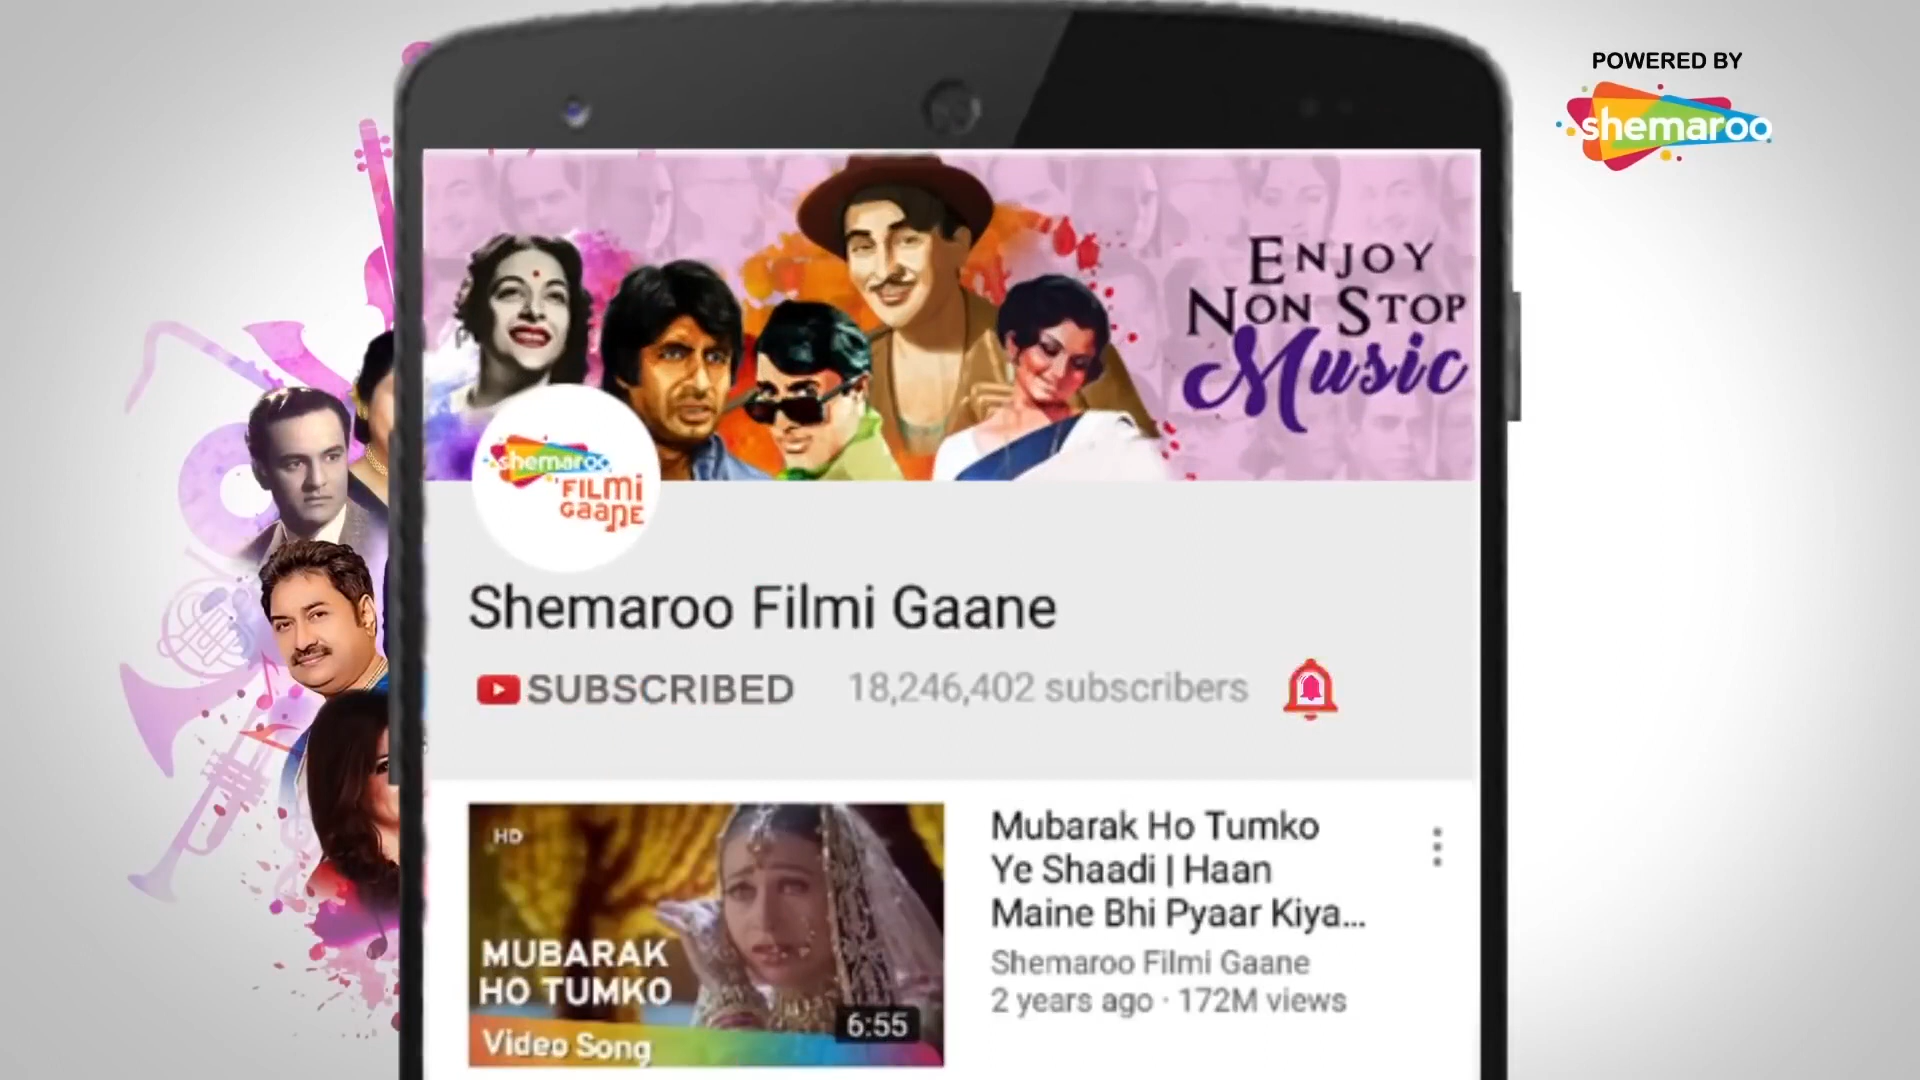 POWERED BY
shemaroo
ENJOY
NON STOP
Music
shemaroo
FILMI
GAANE
Shemaroo Filmi Gaane
SUBSCRIBED 18,246,402 subscribers
HD
MUBARAK
HO TUMKO
Video Song
6:55
Mubarak Ho Tumko
Ye Shaadi | Haan
Maine Bhi Pyaar Kiya...
Shemaroo Filmi Gaane
2 years ago · 172M views